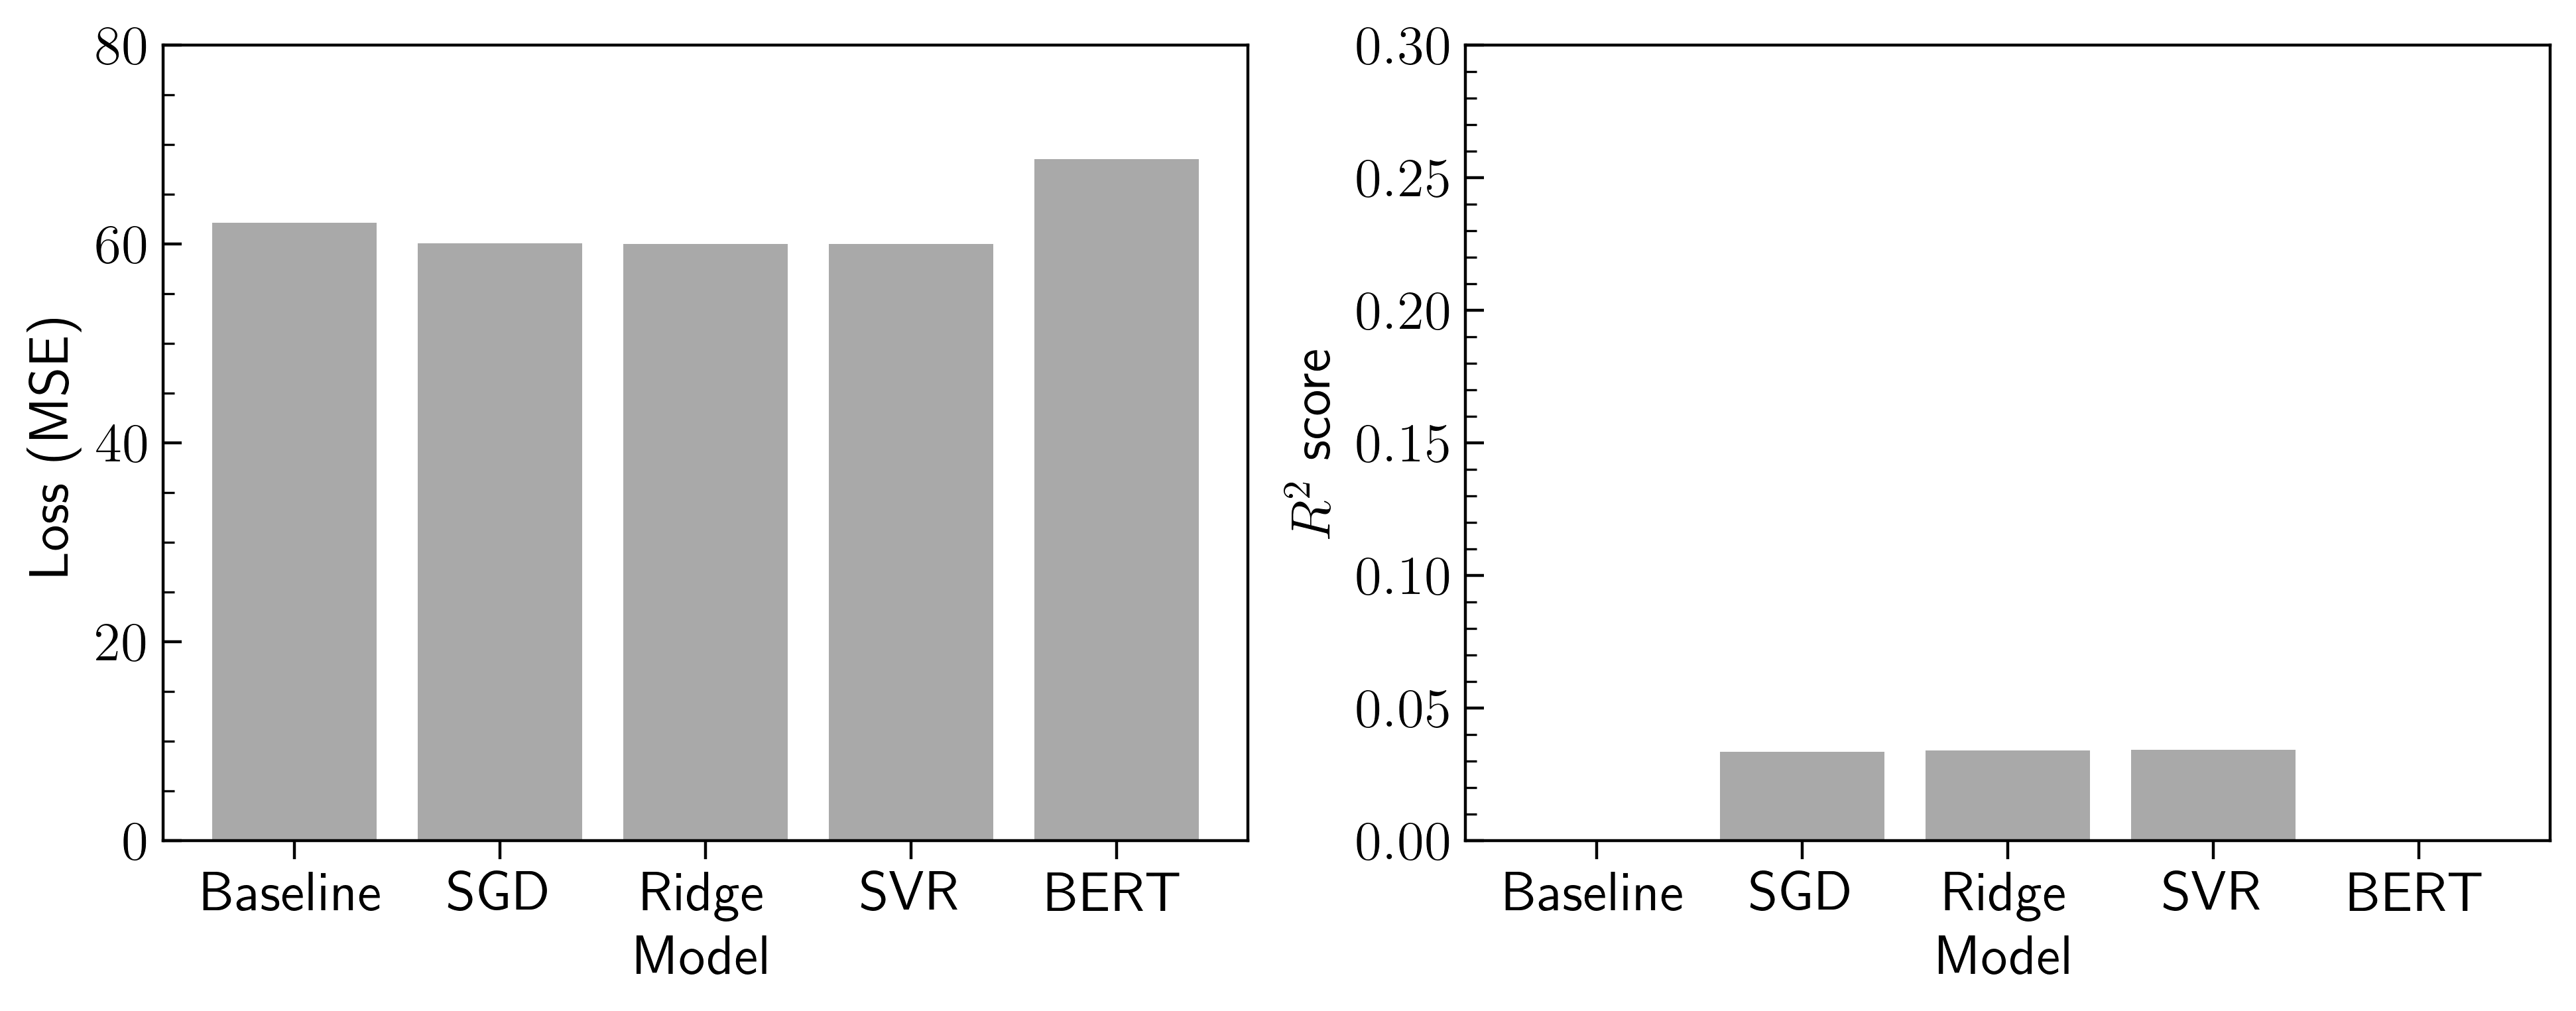 Loss (MSE)
80
60
40
20
0
Baseline SGD Ridge SVR BERT
Model
R² score
0.30
0.25
0.20
0.15
0.10
0.05
0.00
Baseline SGD Ridge SVR BERT
Model